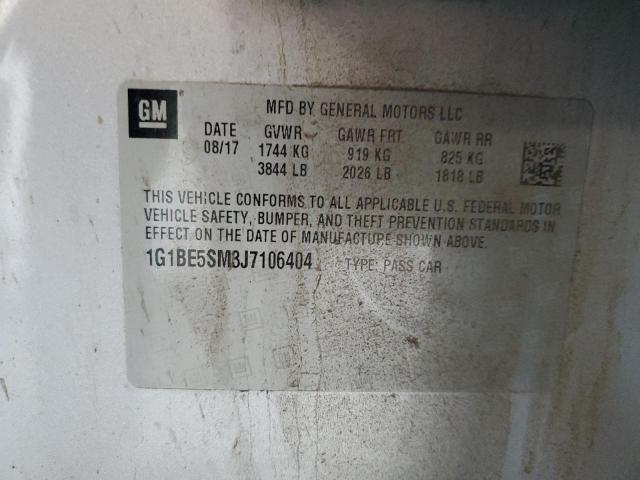 GM
MFD BY GENERAL MOTORS LLC
DATE GVWR GAWR FRT GAWR RR
08/17 1744 KG 919 KG 825 KG
3844 LB 2026 LB 1818 LB
THIS VEHICLE CONFORMS TO ALL APPLICABLE U.S. FEDERAL MOTOR
VEHICLE SAFETY, BUMPER, AND THEFT PREVENTION STANDARDS IN
EFFECT ON THE DATE OF MANUFACTURE SHOWN ABOVE.
1G1BE5SM3J7106404 TYPE: PASS CAR